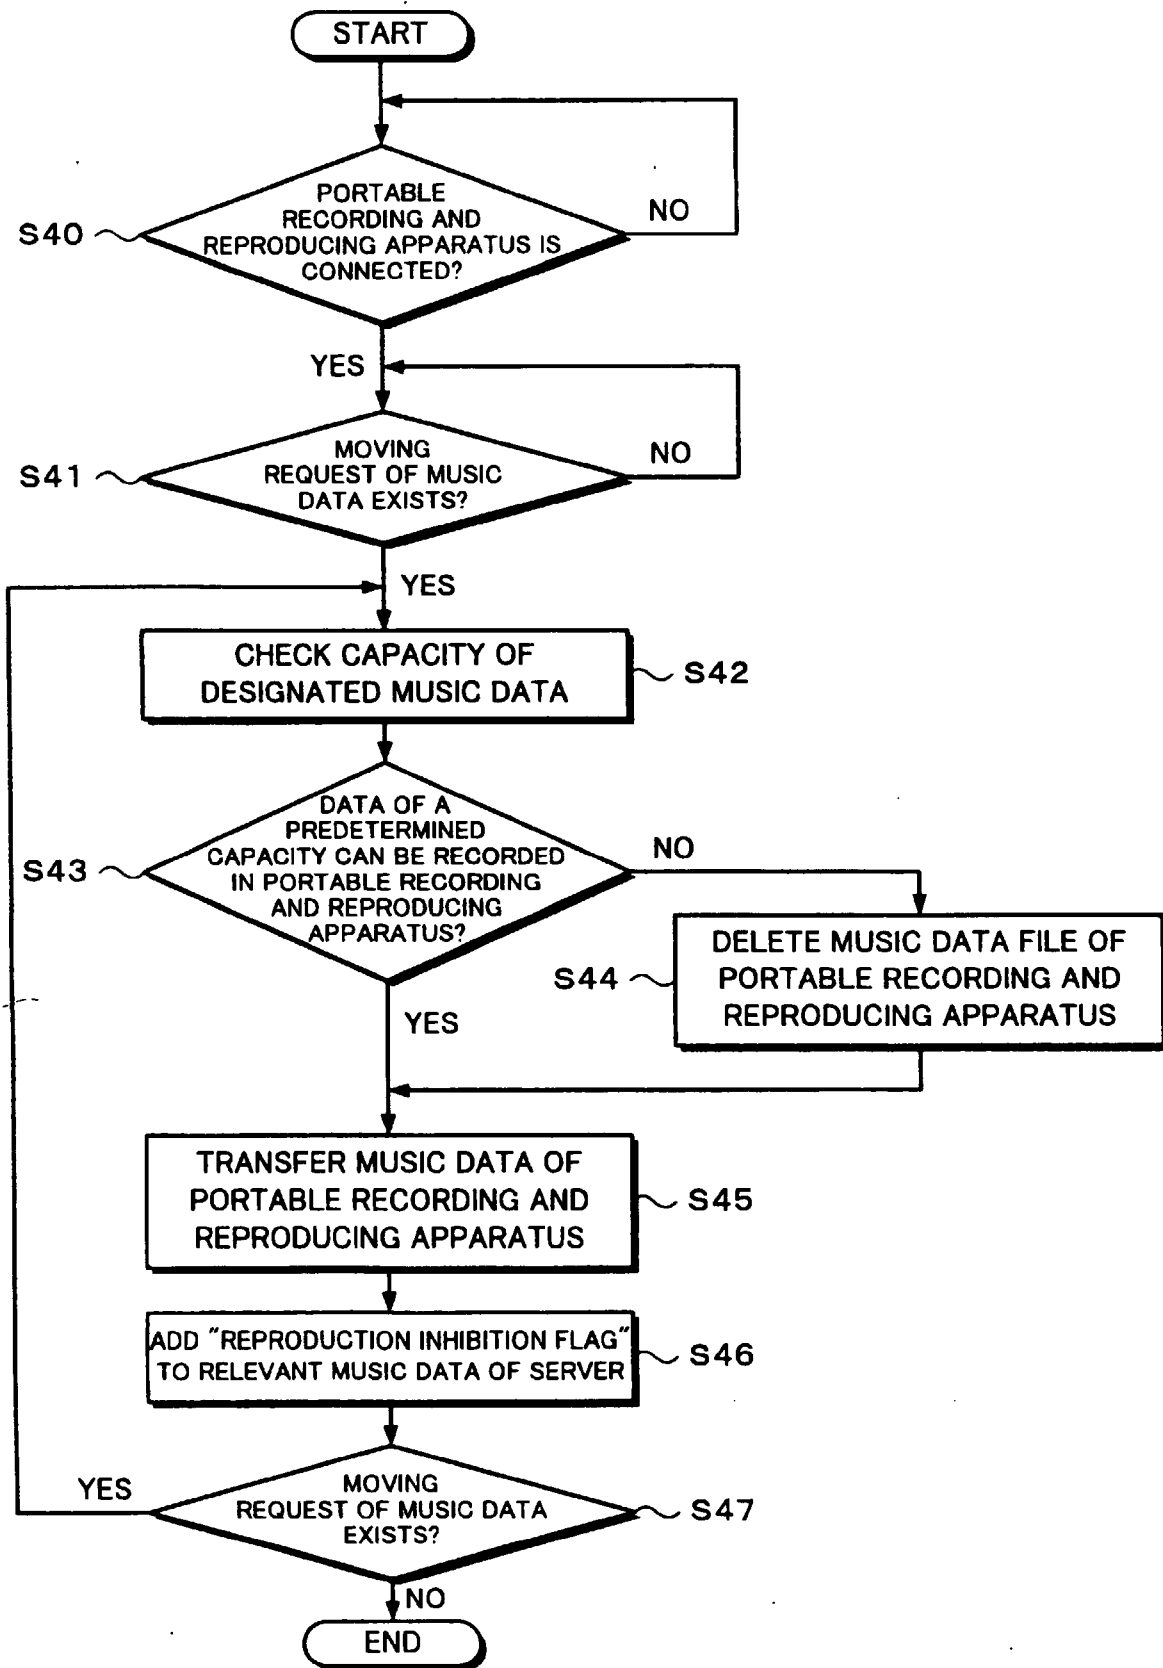 START
PORTABLE
RECORDING AND
REPRODUCING APPARATUS IS
CONNECTED?
S40
NO
YES
MOVING
REQUEST OF MUSIC
DATA EXISTS?
S41
NO
YES
CHECK CAPACITY OF
DESIGNATED MUSIC DATA
S42
DATA OF A
PREDETERMINED
CAPACITY CAN BE RECORDED
IN PORTABLE RECORDING
AND REPRODUCING
APPARATUS?
S43
NO
DELETE MUSIC DATA FILE OF
PORTABLE RECORDING AND
REPRODUCING APPARATUS
S44
YES
TRANSFER MUSIC DATA OF
PORTABLE RECORDING AND
REPRODUCING APPARATUS
S45
ADD "REPRODUCTION INHIBITION FLAG"
TO RELEVANT MUSIC DATA OF SERVER
S46
YES
MOVING
REQUEST OF MUSIC DATA
EXISTS?
S47
NO
END